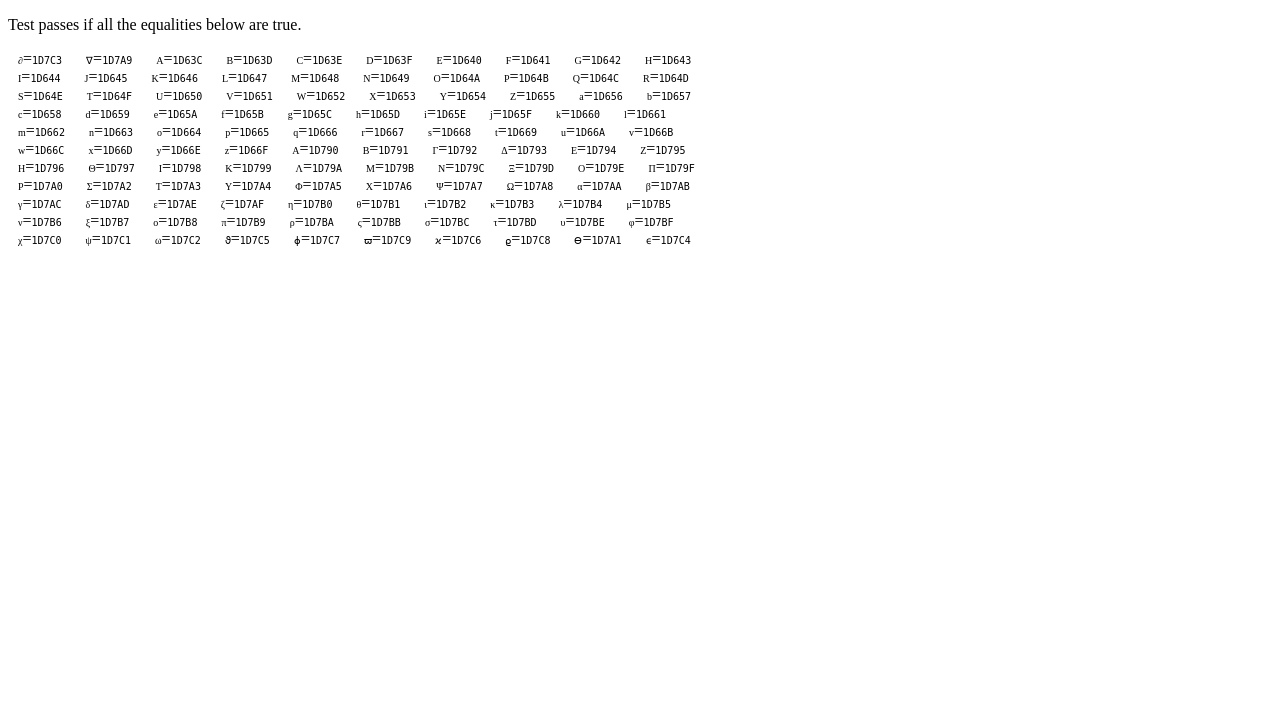 Test passes if all the equalities below are true.
∂=1D7C3 ∇=1D7A9 A=1D63C B=1D63D C=1D63E D=1D63F E=1D640 F=1D641 G=1D642 H=1D643
I=1D644 J=1D645 K=1D646 L=1D647 M=1D648 N=1D649 O=1D64A P=1D64B Q=1D64C R=1D64D
S=1D64E T=1D64F U=1D650 V=1D651 W=1D652 X=1D653 Y=1D654 Z=1D655 a=1D656 b=1D657
c=1D658 d=1D659 e=1D65A f=1D65B g=1D65C h=1D65D i=1D65E j=1D65F k=1D660 l=1D661
m=1D662 n=1D663 o=1D664 p=1D665 q=1D666 r=1D667 s=1D668 t=1D669 u=1D66A v=1D66B
w=1D66C x=1D66D y=1D66E z=1D66F Α=1D790 Β=1D791 Γ=1D792 Δ=1D793 Ε=1D794 Ζ=1D795
Η=1D796 Θ=1D797 Ι=1D798 Κ=1D799 Λ=1D79A Μ=1D79B Ν=1D79C Ξ=1D79D Ο=1D79E Π=1D79F
Ρ=1D7A0 Σ=1D7A2 Τ=1D7A3 Υ=1D7A4 Φ=1D7A5 Χ=1D7A6 Ψ=1D7A7 Ω=1D7A8 α=1D7AA β=1D7AB
γ=1D7AC δ=1D7AD ε=1D7AE ζ=1D7AF η=1D7B0 θ=1D7B1 ι=1D7B2 κ=1D7B3 λ=1D7B4 μ=1D7B5
ν=1D7B6 ξ=1D7B7 ο=1D7B8 π=1D7B9 ρ=1D7BA ς=1D7BB σ=1D7BC τ=1D7BD υ=1D7BE φ=1D7BF
χ=1D7C0 ψ=1D7C1 ω=1D7C2 ϑ=1D7C5 ϕ=1D7C7 ϖ=1D7C9 ϰ=1D7C6 ϱ=1D7C8 ϴ=1D7A1 ϵ=1D7C4